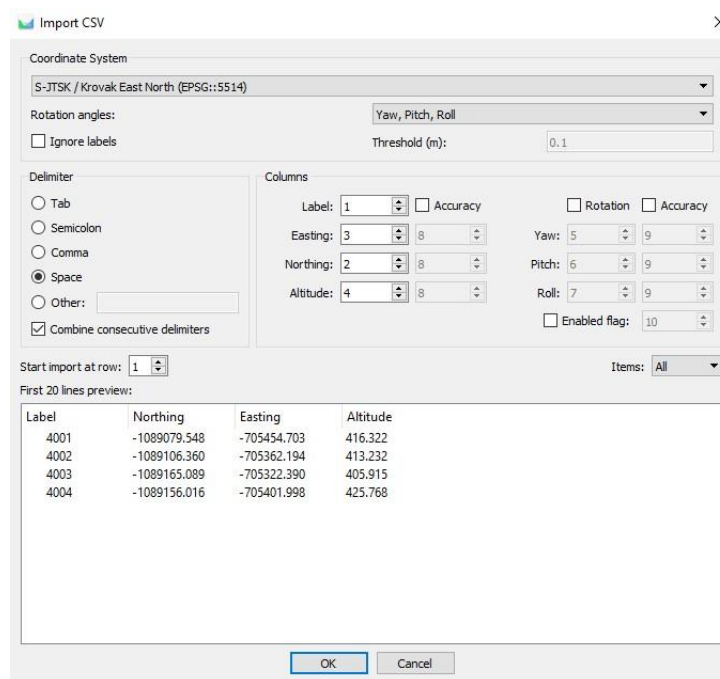 Import CSV
Coordinate System
S-JTSK / Krovak East North (EPSG::5514)
Rotation angles: Yaw, Pitch, Roll
Ignore labels Threshold (m): 0.1
Delimiter Columns
Tab Label: 1 Accuracy Rotation Accuracy
Semicolon Easting: 3 8 Yaw: 5 9
Comma Northing: 2 8 Pitch: 6 9
Space Altitude: 4 8 Roll: 7 9
Other: Enabled flag: 10
Combine consecutive delimiters
Start import at row: 1 Items: All
First 20 lines preview:
Label Northing Easting Altitude
4001 -1089079.548 -705454.703 416.322
4002 -1089106.360 -705362.194 413.232
4003 -1089165.089 -705322.390 405.915
4004 -1089156.016 -705401.998 425.768
OK Cancel